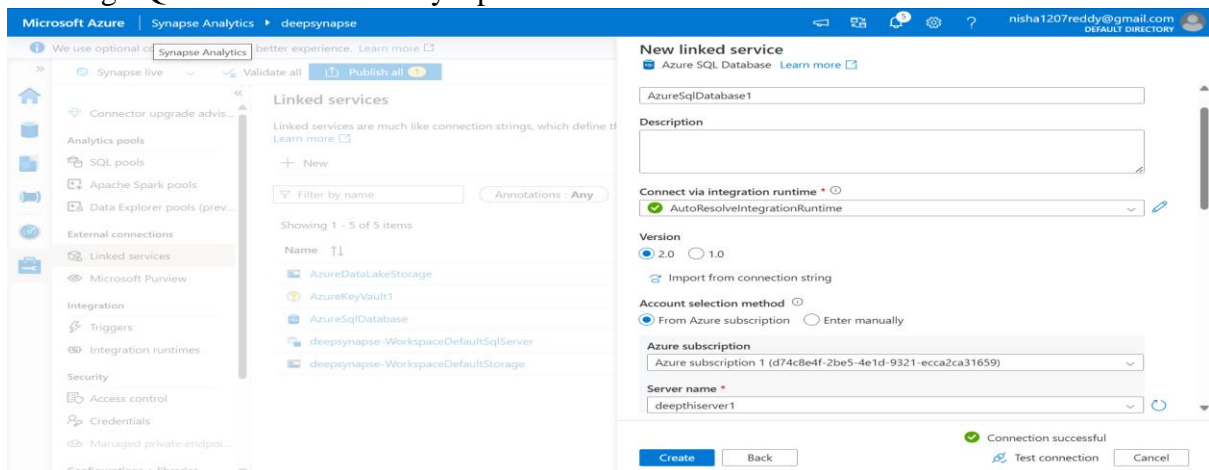 Microsoft Azure | Synapse Analytics ▸ deepsynapse
5
nisha1207reddy@gmail.com
DEFAULT DIRECTORY
We use optional
better experience. Learn more
Synapse Analytics
Synapse live
Validate all
Publish all 1
Connector upgrade advis...
Analytics pools
SQL pools
Apache Spark pools
Data Explorer pools (prev...
External connections
Linked services
Microsoft Purview
Integration
Triggers
Integration runtimes
Security
Access control
Credentials
Managed private endpoi...
Linked services
Linked services are much like connection strings, which define th
Learn more
+ New
Filter by name
Annotations : Any
Showing 1 - 5 of 5 items
Name ↑↓
AzureDataLakeStorage
AzureKeyVault1
AzureSqlDatabase
deepsynapse-WorkspaceDefaultSqlServer
deepsynapse-WorkspaceDefaultStorage
New linked service
Azure SQL Database Learn more
AzureSqlDatabase1
Description
Connect via integration runtime *
AutoResolveIntegrationRuntime
Version
2.0 1.0
Import from connection string
Account selection method
From Azure subscription Enter manually
Azure subscription
Azure subscription 1 (d74c8e4f-2be5-4e1d-9321-ecca2ca31659)
Server name *
deepthiserver1
Connection successful
Create Back Test connection Cancel